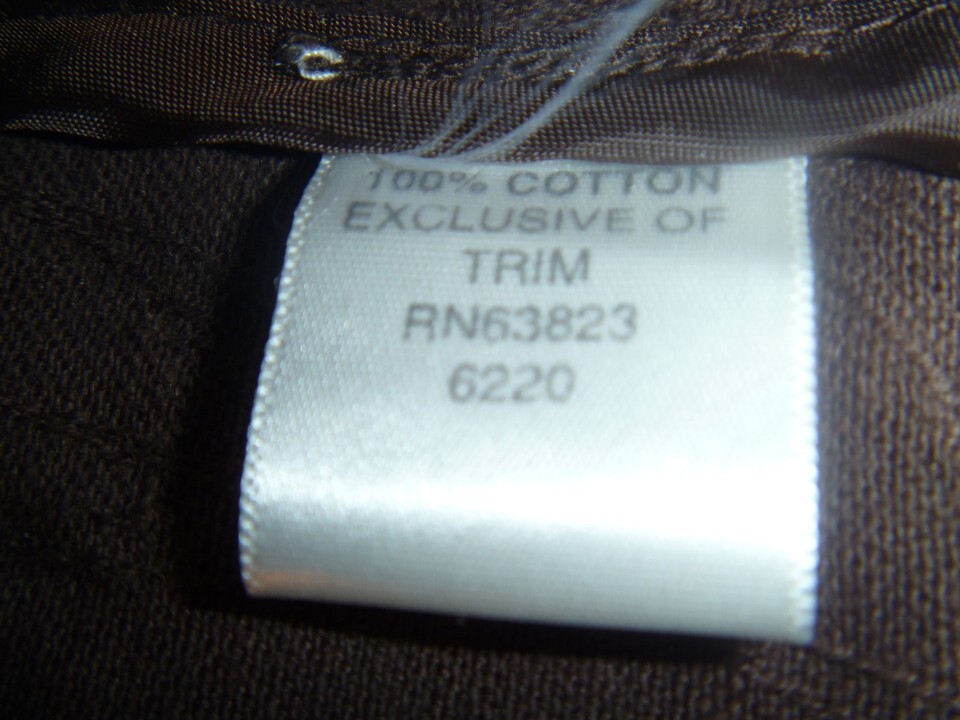 100% COTTON
EXCLUSIVE OF
TRIM
RN63823
6220